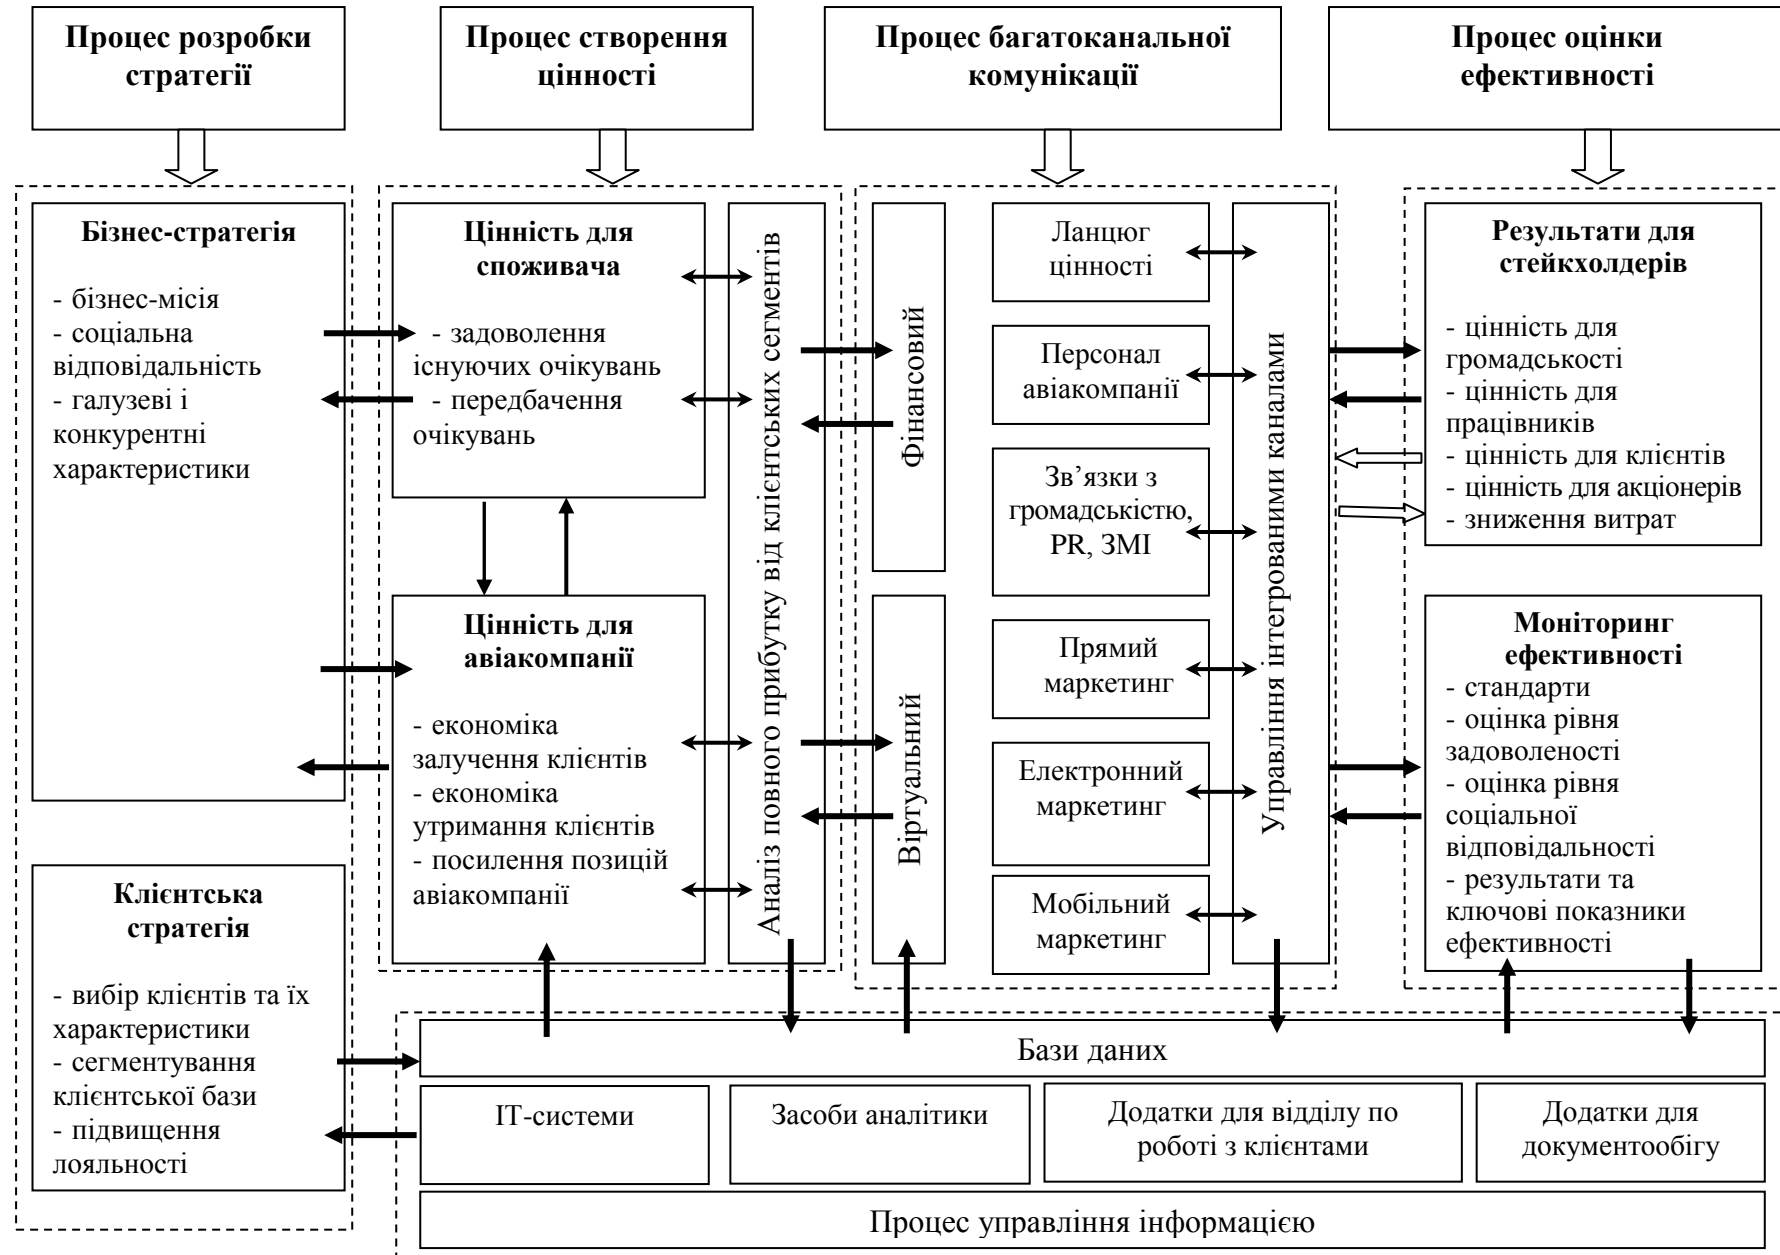 Процес розробки
стратегії
Процес створення
цінності
Процес багатоканальної
комунікації
Процес оцінки
ефективності
Бізнес-стратегія
- бізнес-місія
- соціальна
відповідальність
- галузеві і
конкурентні
характеристики
Клієнтська
стратегія
- вибір клієнтів та їх
характеристики
- сегментування
клієнтської бази
- підвищення
лояльності
Цінність для
споживача
- задоволення
існуючих очікувань
- передбачення
очікувань
Цінність для
авіакомпанії
- економіка
залучення клієнтів
- економіка
утримання клієнтів
- посилення позицій
авіакомпанії
Аналіз повного прибутку від клієнтських сегментів
Фінансовий
Віртуальний
Ланцюг
цінності
Персонал
авіакомпанії
Зв’язки з
громадськістю,
PR, ЗМІ
Прямий
маркетинг
Електронний
маркетинг
Мобільний
маркетинг
Управління інтегрованими каналами
Результати для
стейкхолдерів
- цінність для
громадськості
- цінність для
працівників
- цінність для клієнтів
- цінність для акціонерів
- зниження витрат
Моніторинг
ефективності
- стандарти
- оцінка рівня
задоволеності
- оцінка рівня
соціальної
відповідальності
- результати та
ключові показники
ефективності
Бази даних
ІТ-системи
Засоби аналітики
Додатки для відділу по
роботі з клієнтами
Додатки для
документообігу
Процес управління інформацією